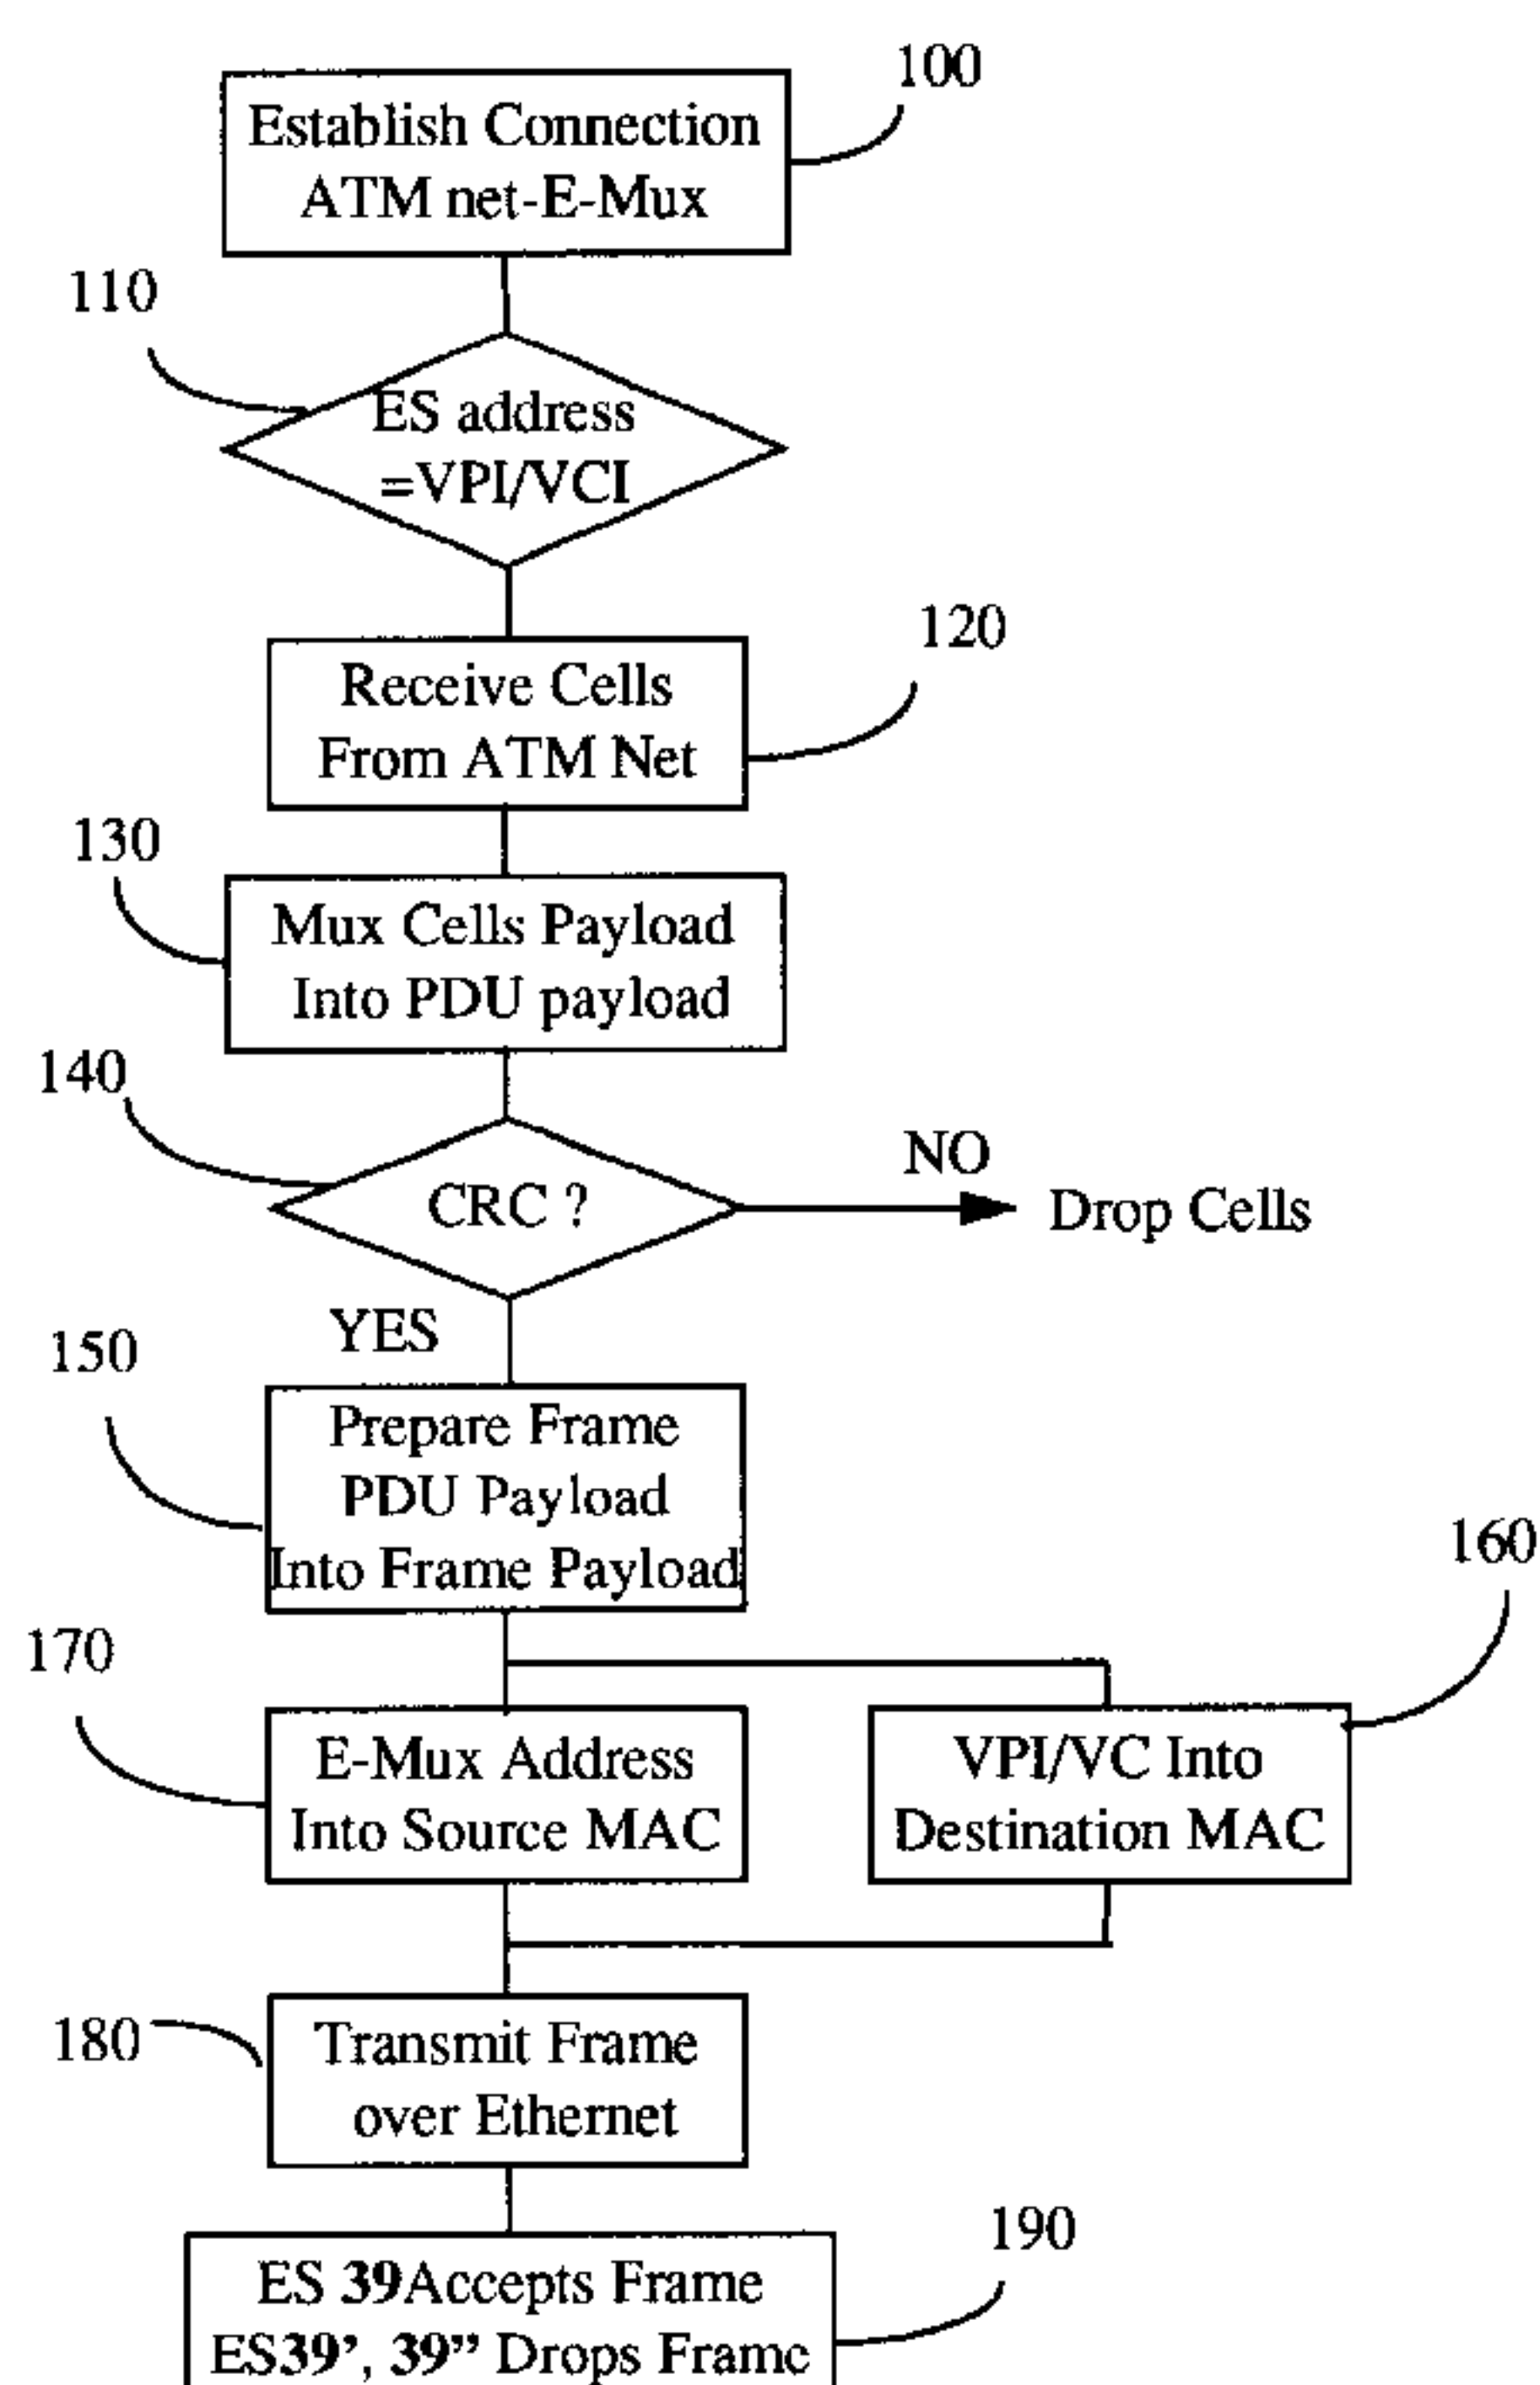 100
Establish Connection
ATM net-E-Mux
110
ES address
=VPI/VCI
120
Receive Cells
From ATM Net
130
Mux Cells Payload
Into PDU payload
140
CRC ?
NO
Drop Cells
YES
150
Prepare Frame
PDU Payload
Into Frame Payload
160
170
E-Mux Address
Into Source MAC
VPI/VC Into
Destination MAC
180
Transmit Frame
over Ethernet
190
ES 39Accepts Frame
ES39’, 39” Drops Frame